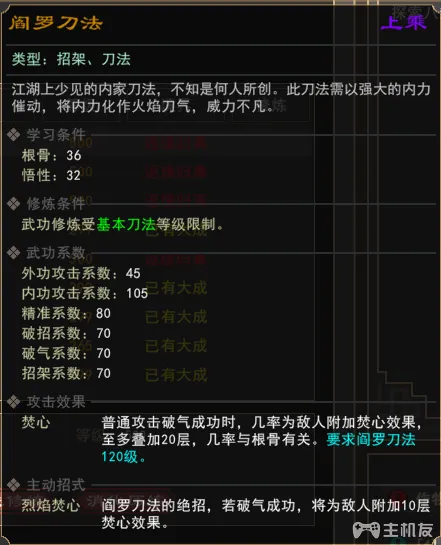 阎罗刀法 上乘
类型：招架、刀法
江湖上少见的内家刀法，不知是何人所创。此刀法需以强大的内力
催动，将内力化作火焰刀气，威力不凡。
学习条件
根骨：36
悟性：32
修炼条件
武功修炼受基本刀法等级限制。
武功系数
外功攻击系数：45
内功攻击系数：105
精准系数：80
破招系数：70
破气系数：70
招架系数：70
已有大成
已有大成
攻击效果
焚心 普通攻击破气成功时，几率为敌人附加焚心效果，
至多叠加20层，几率与根骨有关。要求阎罗刀法
120级。
主动招式
烈焰焚心 阎罗刀法的绝招，若破气成功，将为敌人附加10层
焚心效果。
主机友